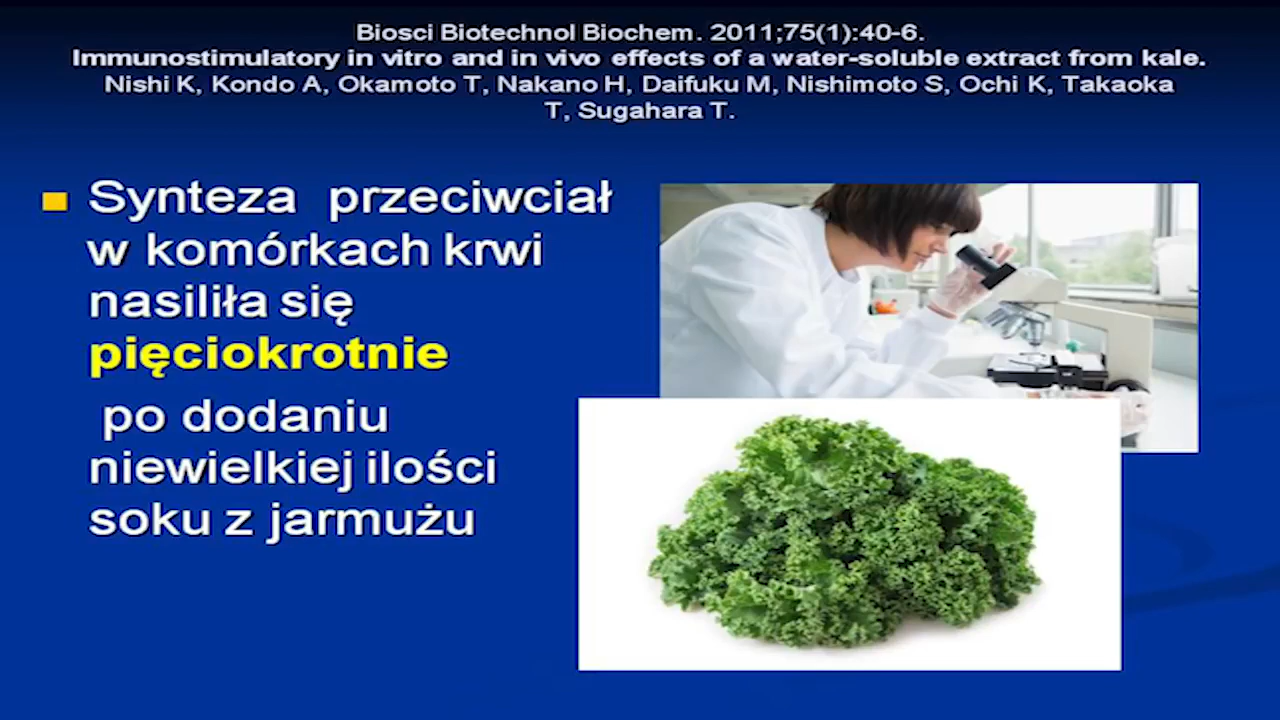 Biosci Biotechnol Biochem. 2011;75(1):40-6.
Immunostimulatory in vitro and in vivo effects of a water-soluble extract from kale.
Nishi K, Kondo A, Okamoto T, Nakano H, Daifuku M, Nishimoto S, Ochi K, Takaoka
T, Sugahara T.
Synteza przeciwciał
w komórkach krwi
nasiliła się
pięciokrotnie
po dodaniu
niewielkiej ilości
soku z jarmużu